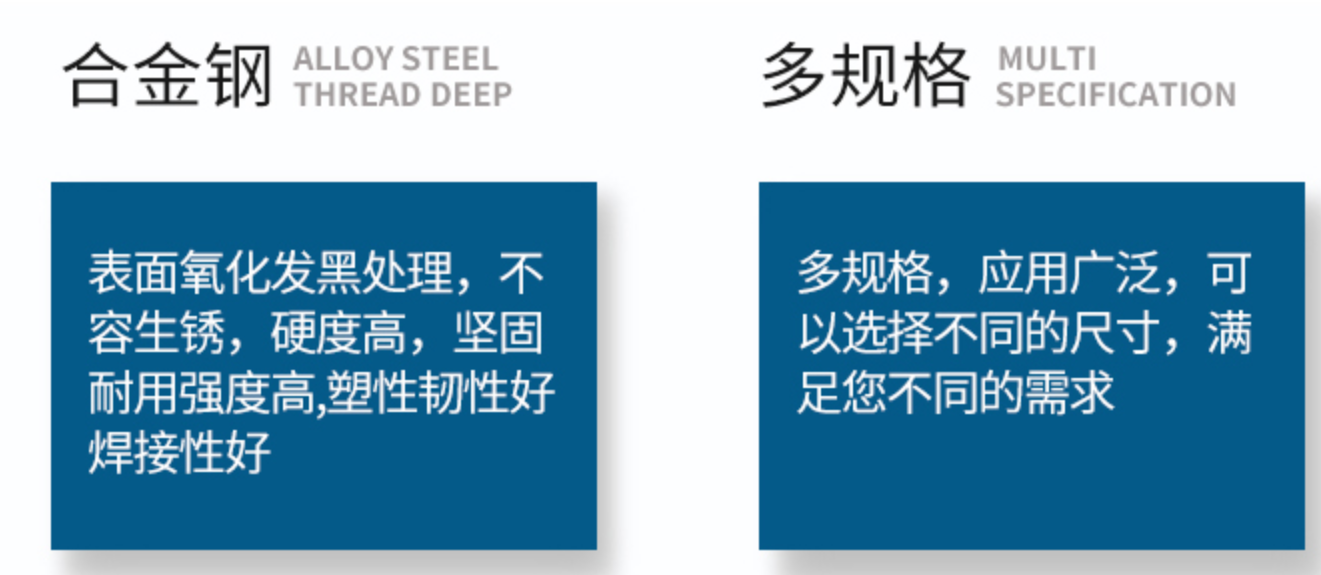 合金钢
ALLOY STEEL
THREAD DEEP
表面氧化发黑处理，不
容生锈，硬度高，坚固
耐用强度高,塑性韧性好
焊接性好
多规格
MULTI
SPECIFICATION
多规格，应用广泛，可
以选择不同的尺寸，满
足您不同的需求